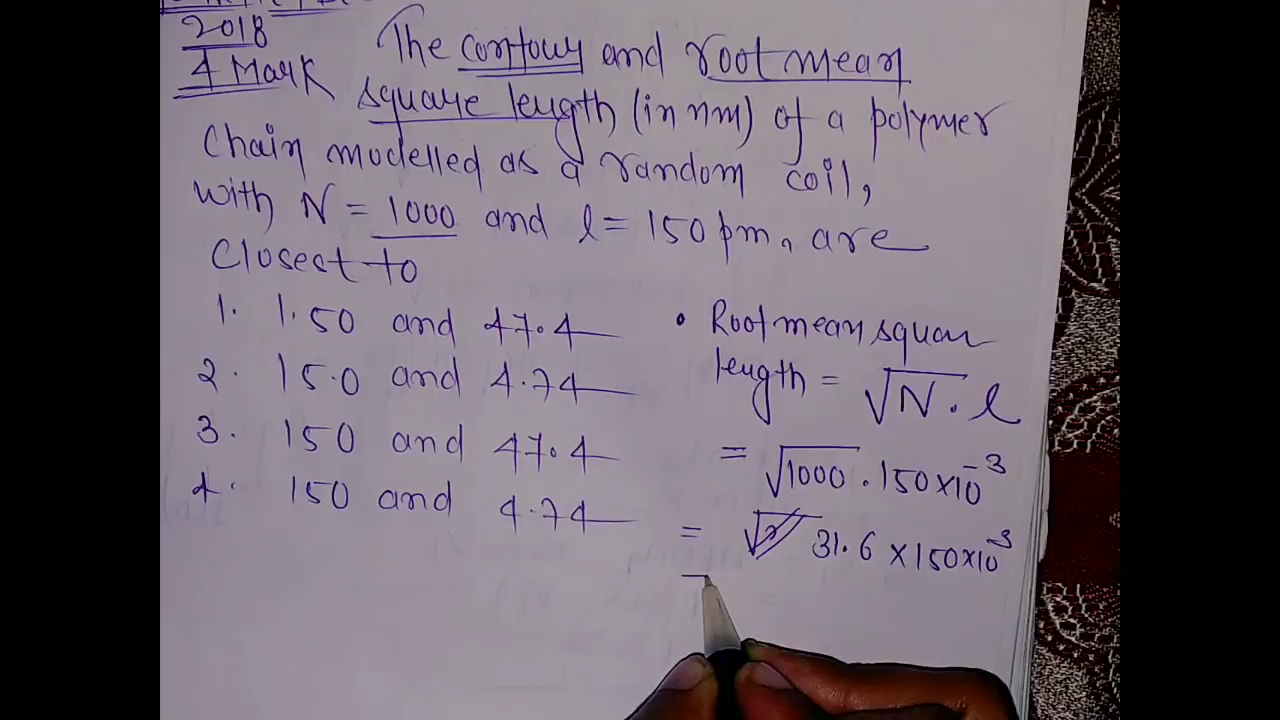 2018
4 Mark
The contour and root mean
square length (in nm) of a polymer
Chain modelled as a random coil,
with N = 1000 and l = 150 pm, are
Closest to
1. 1.50 and 47.4
2. 15.0 and 4.74
3. 150 and 47.4
4. 150 and 4.74
• Root mean squar
length = √N . l
= √1000 . 150×10⁻³
= 31.6 × 150×10⁻³